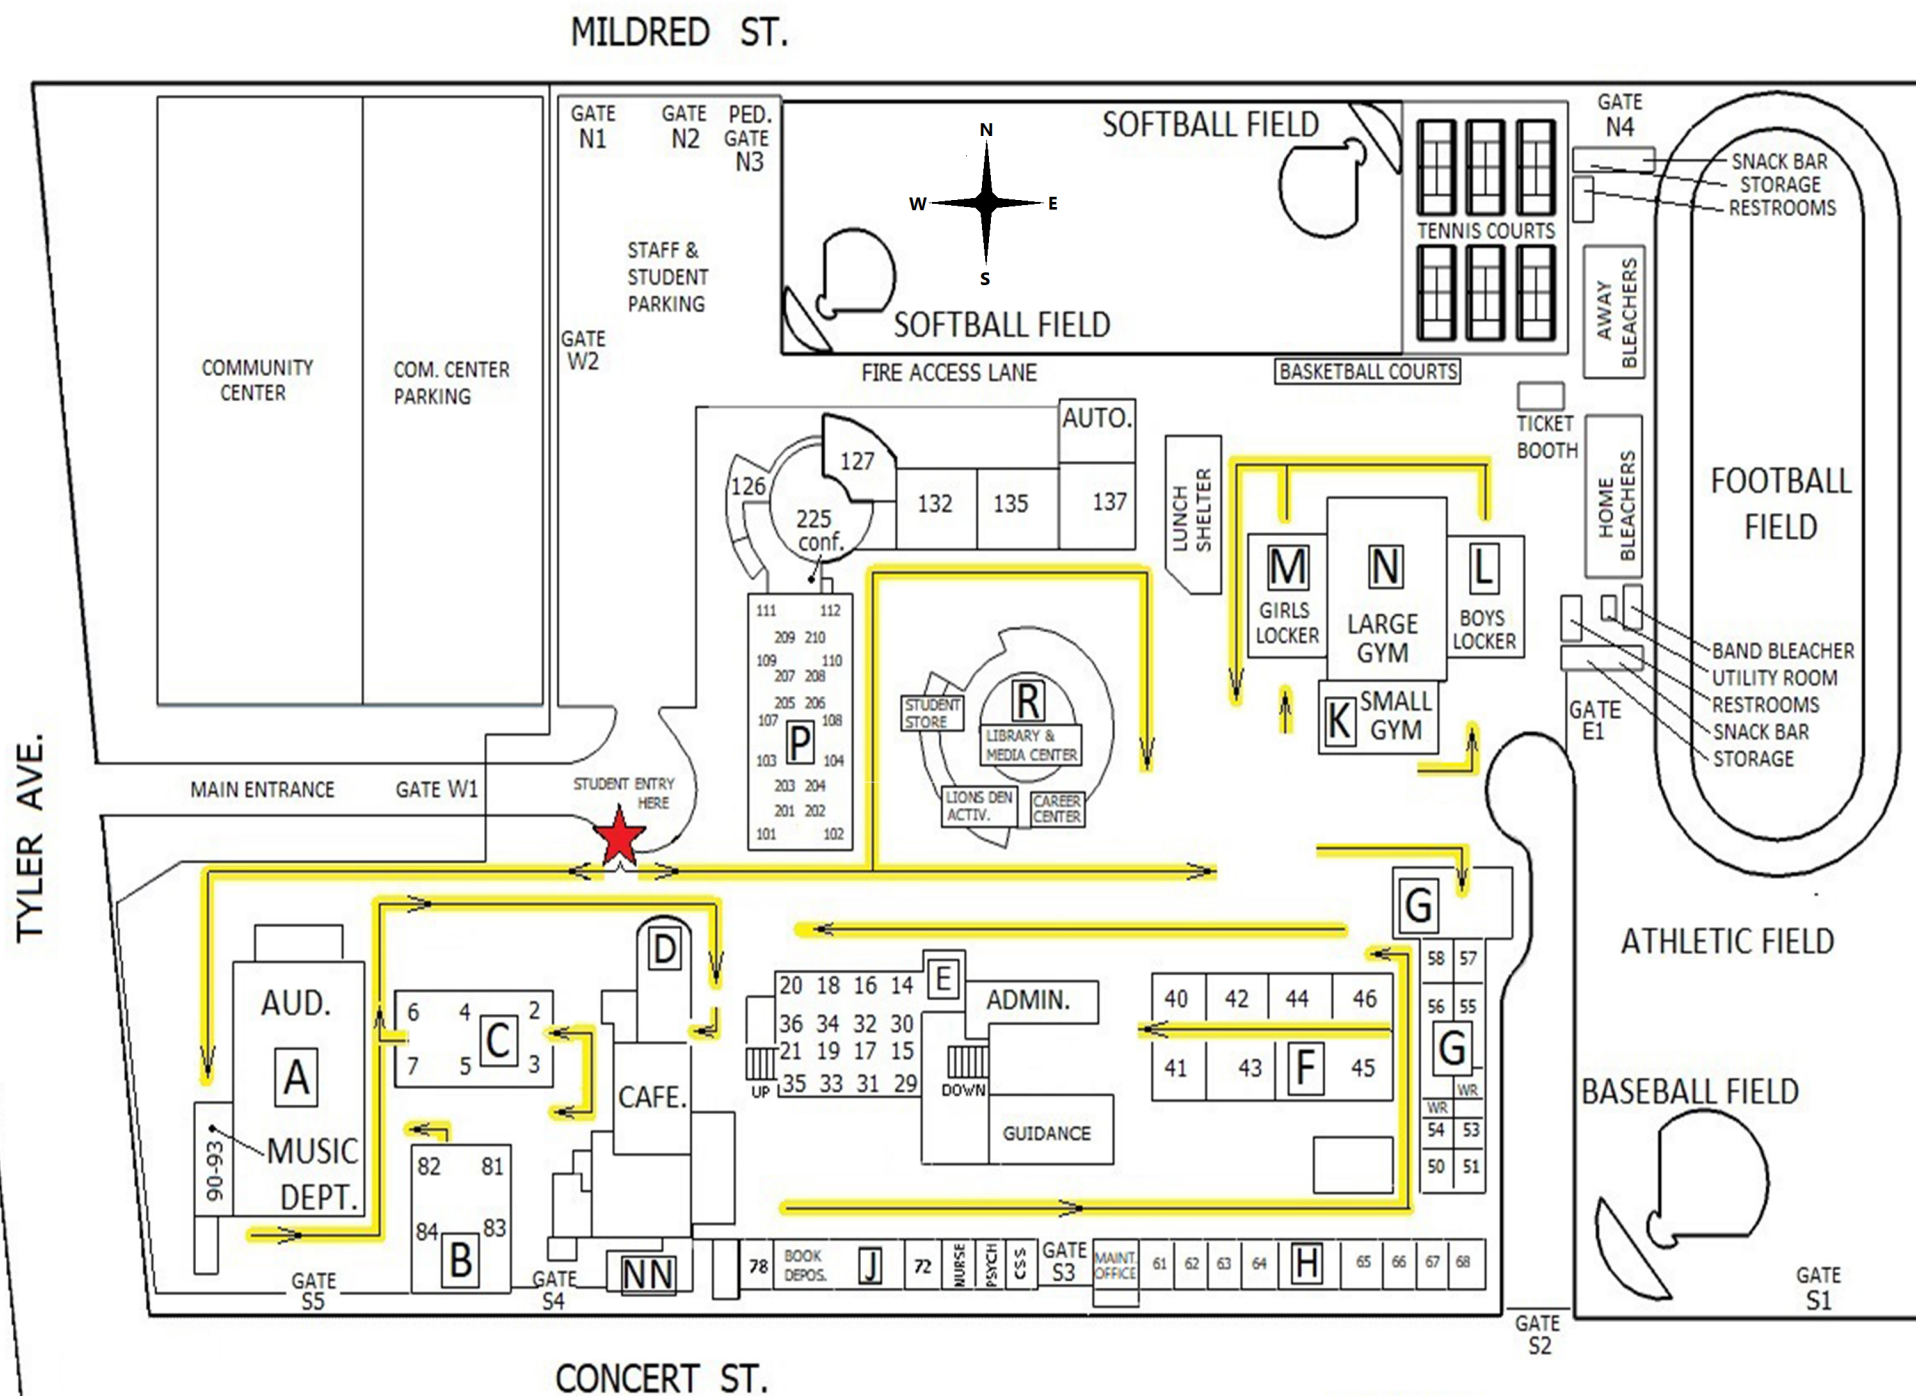 MILDRED ST.
GATE
N1
GATE
N2
PED.
GATE
N3
SOFTBALL FIELD
GATE
N4
N
W
E
S
SNACK BAR
STORAGE
RESTROOMS
TENNIS COURTS
STAFF &
STUDENT
PARKING
AWAY
BLEACHERS
SOFTBALL FIELD
GATE
W2
COMMUNITY
CENTER
COM. CENTER
PARKING
FIRE ACCESS LANE
BASKETBALL COURTS
TICKET
BOOTH
AUTO.
127
126
132
135
137
225
conf.
LUNCH
SHELTER
HOME
BLEACHERS
FOOTBALL
FIELD
M
N
L
GIRLS
LOCKER
LARGE
GYM
BOYS
LOCKER
K
SMALL
GYM
BAND BLEACHER
UTILITY ROOM
RESTROOMS
SNACK BAR
STORAGE
GATE
E1
111
112
209 210
109
110
207 208
205 206
107
108
P
103
104
203 204
201 202
101
102
STUDENT
STORE
R
LIBRARY &
MEDIA CENTER
LIONS DEN
ACTIV.
CAREER
CENTER
TYLER AVE.
MAIN ENTRANCE
GATE W1
STUDENT ENTRY
HERE
AUD.
A
MUSIC
DEPT.
90-93
6 4 2
C
7 5 3
82 81
84 83
B
D
CAFE.
NN
20 18 16 14
36 34 32 30
21 19 17 15
35 33 31 29
UP
E
ADMIN.
DOWN
GUIDANCE
40 42 44 46
41 43 F 45
G
58 57
56 55
G
WR
WR
54 53
50 51
ATHLETIC FIELD
BASEBALL FIELD
GATE
S5
GATE
S4
78
BOOK
DEPOS.
J
72
NURSE
PSYCH
CSS
GATE
S3
MAINT.
OFFICE
61 62 63 64 H 65 66 67 68
GATE
S2
GATE
S1
CONCERT ST.